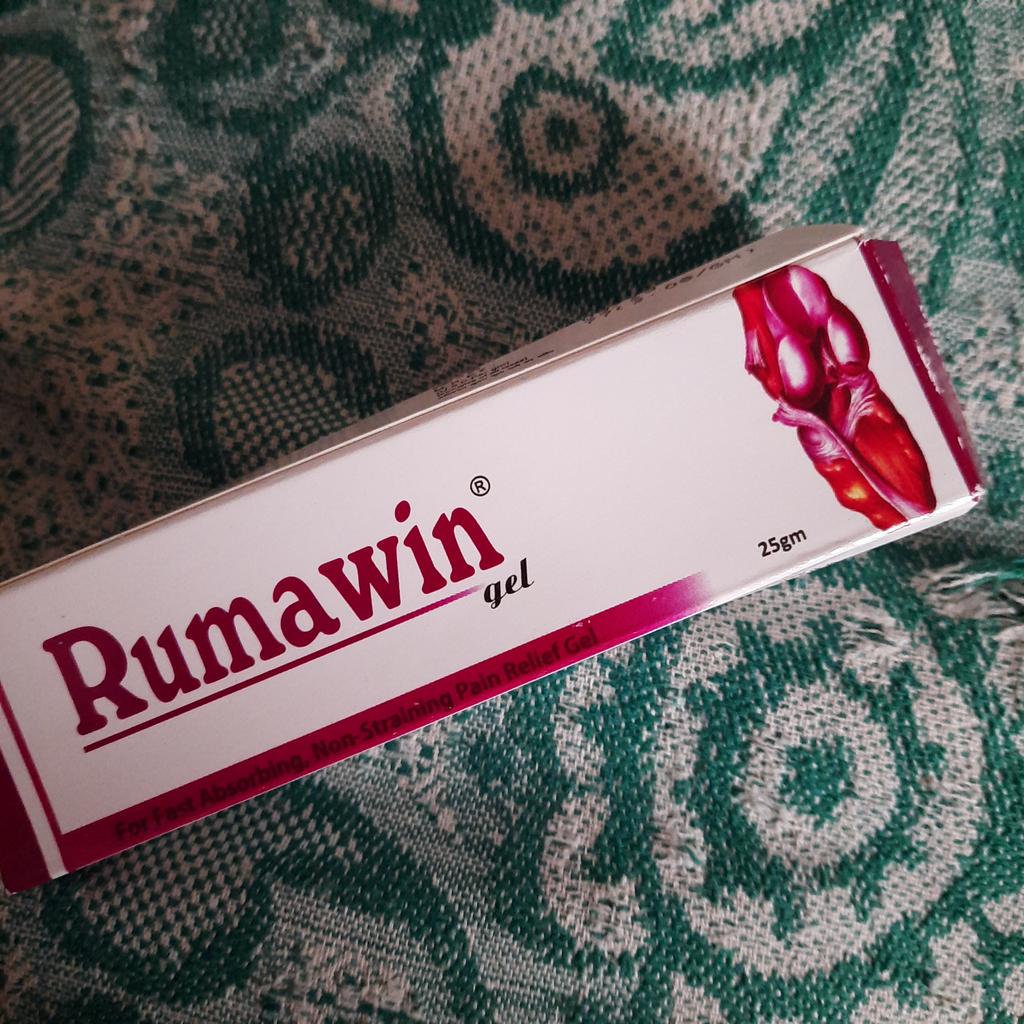 Rumawin®
gel
25gm
For Fast Absorbing, Non-Straining Pain Relief Gel